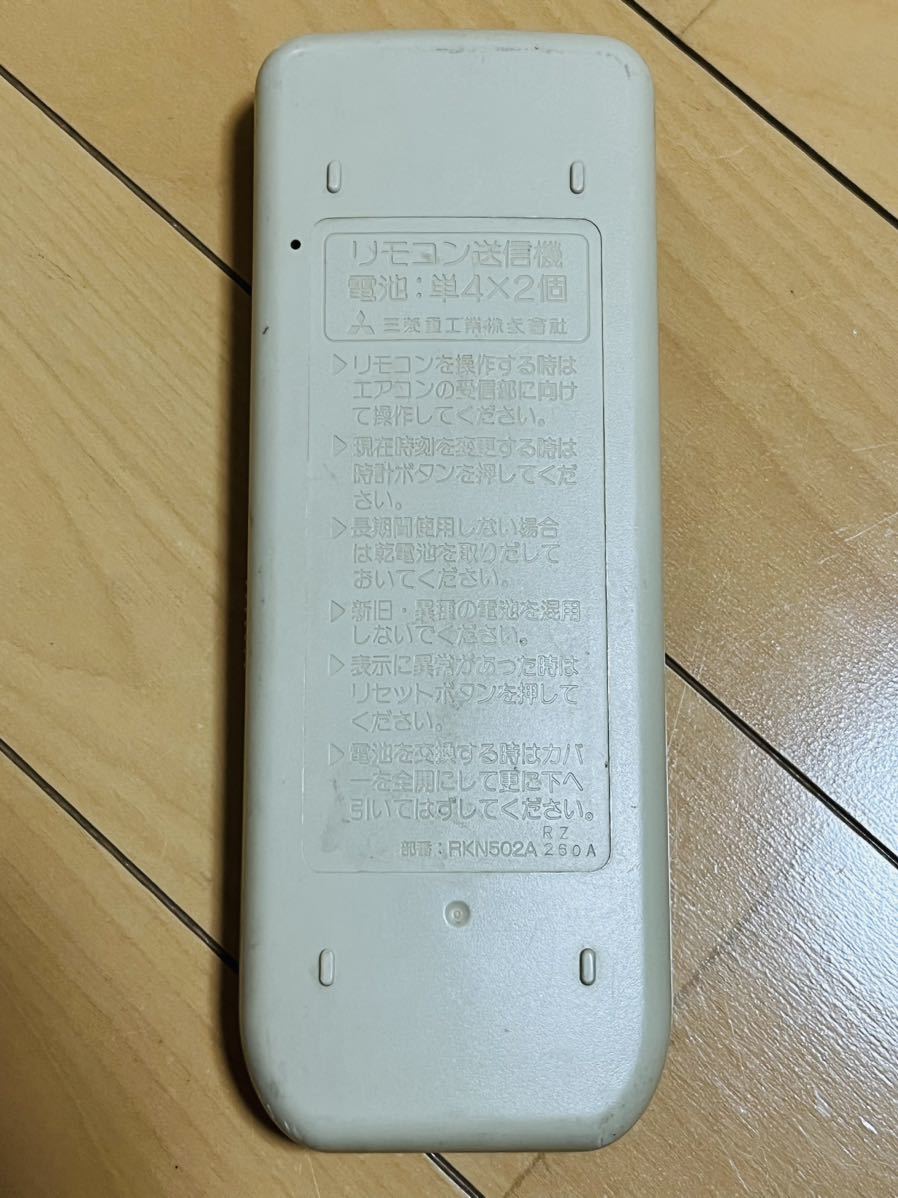 リモコン送信機
電池：単4×2個
三菱重工業株式會社
▷リモコンを操作する時は
エアコンの受信部に向け
て操作してください。
▷現在時刻を変更する時は
時計ボタンを押してくだ
さい。
▷長期間使用しない場合
は乾電池を取りだして
おいてください。
▷新旧・異種の電池を混用
しないでください。
▷表示に異常があった時は
リセットボタンを押して
ください。
▷電池を交換する時はカバ
ーを全開にして更に下へ
引いてはずしてください。
RZ
部番：RKN502A 260A
9